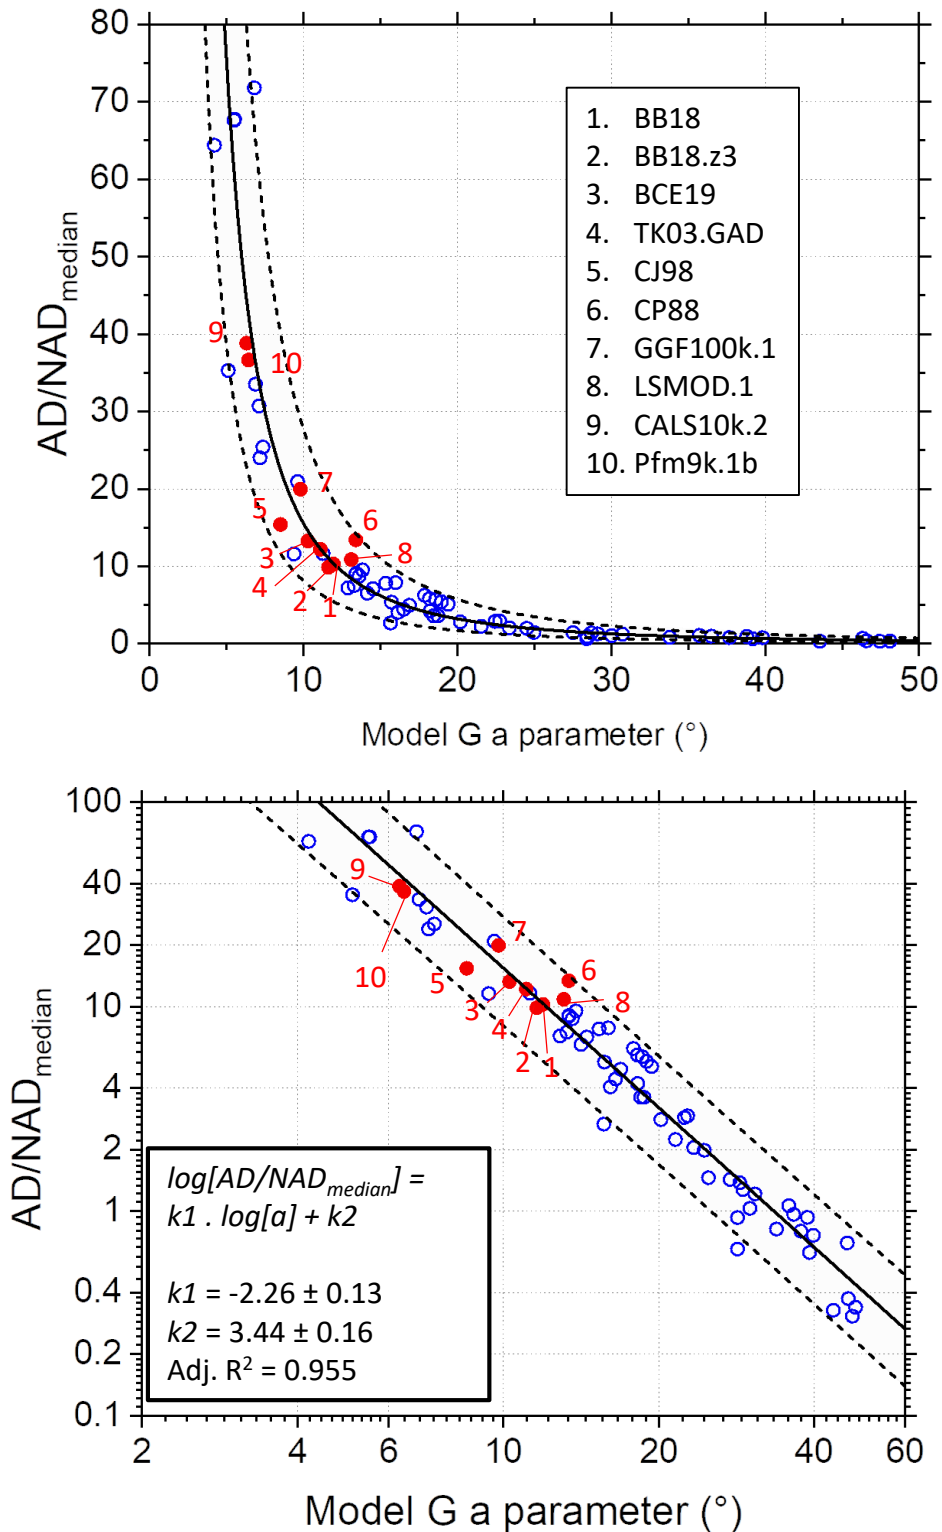 80
70
60
50
40
30
20
10
0
AD/NADmedian
1. BB18
2. BB18.z3
3. BCE19
4. TK03.GAD
5. CJ98
6. CP88
7. GGF100k.1
8. LSMOD.1
9. CALS10k.2
10. Pfm9k.1b
9
10
7
5
6
3
8
4
2
1
0 10 20 30 40 50
Model G a parameter (°)
100
40
20
10
4
2
1
0.4
0.2
0.1
AD/NADmedian
9
10
7
5
6
3
8
4
2
1
log[AD/NADmedian] =
k1 . log[a] + k2
k1 = -2.26 ± 0.13
k2 = 3.44 ± 0.16
Adj. R² = 0.955
2 4 6 10 20 40 60
Model G a parameter (°)